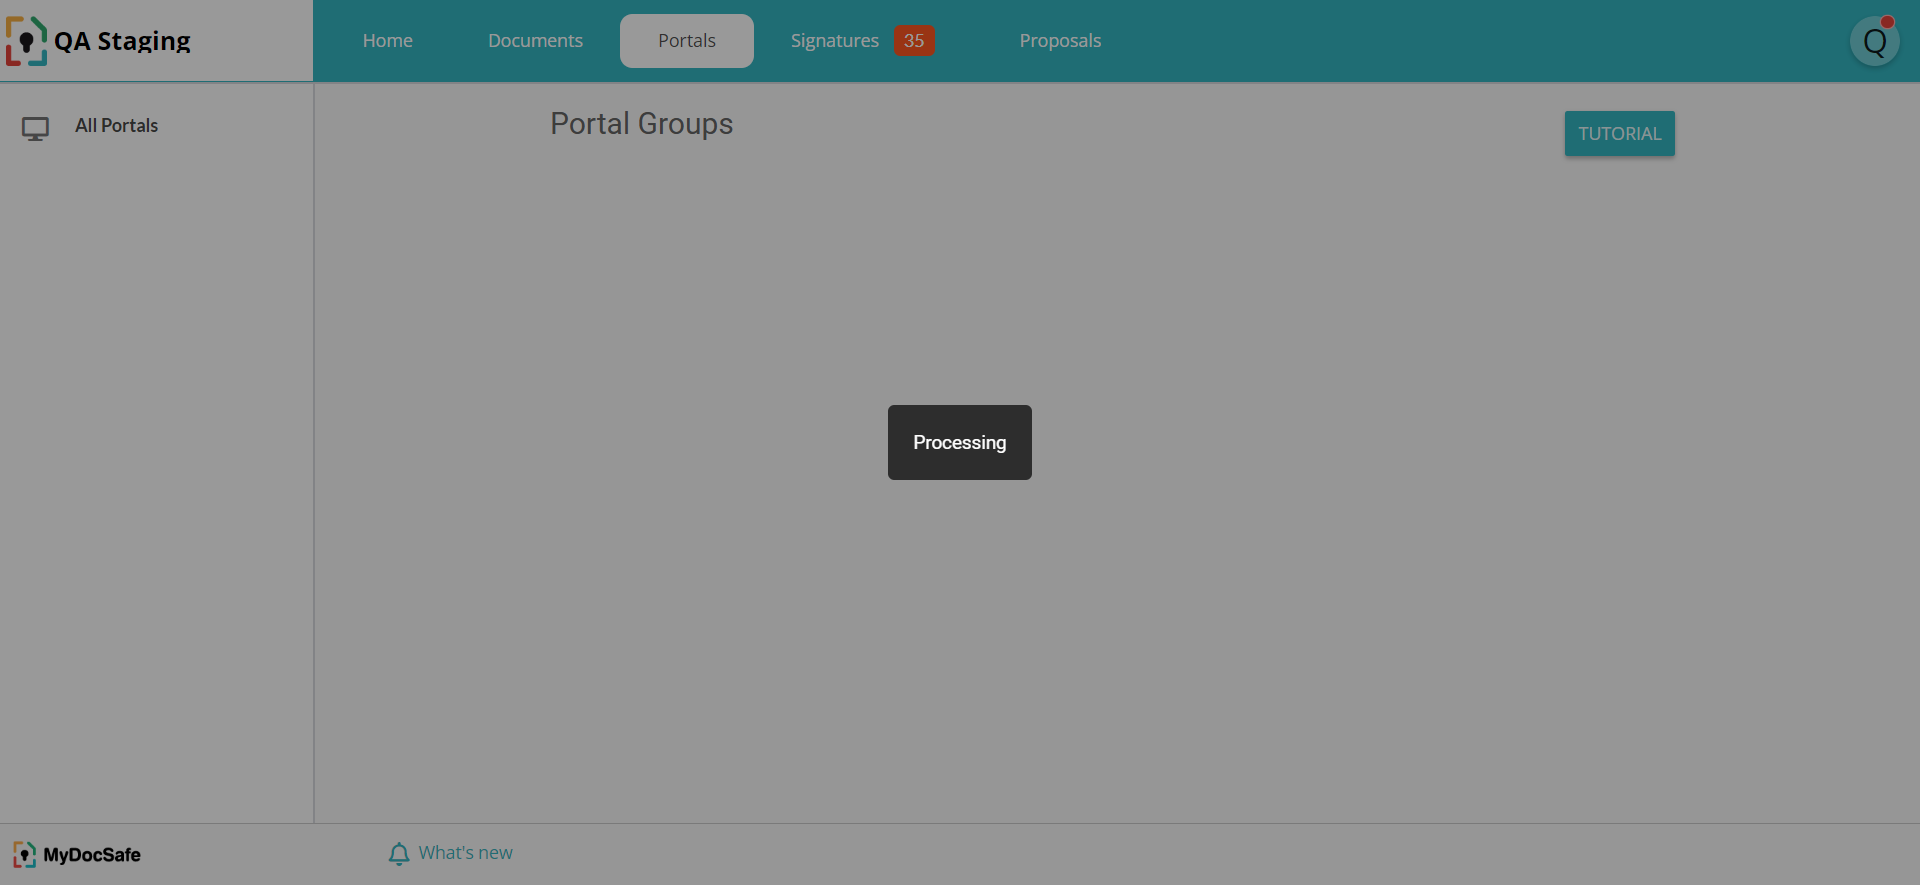 QA Staging
Home
Documents
Portals
Signatures 35
Proposals
Q
All Portals
Portal Groups
TUTORIAL
Processing
MyDocSafe
What's new